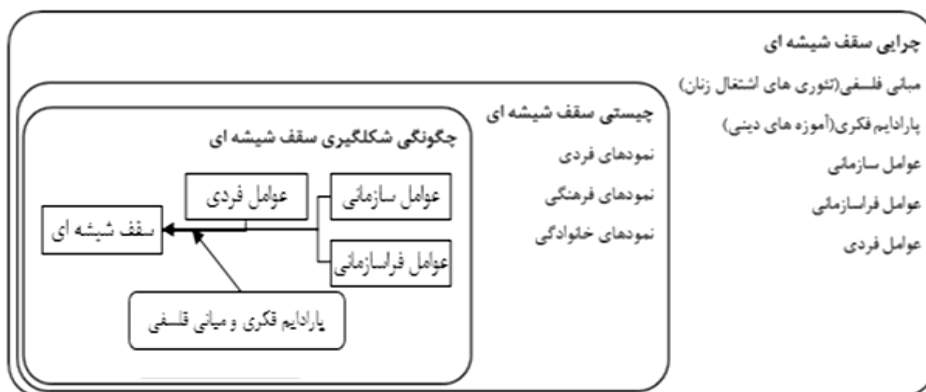 چرایی سقف شیشه ای
مبانی فلسفی(تئوری های اشتغال زنان)
پارادایم فکری(آموزه های دینی)
عوامل سازمانی
عوامل فراسازمانی
عوامل فردی
چیستی سقف شیشه ای
نمودهای فردی
نمودهای فرهنگی
نمودهای خانوادگی
چگونگی شکلگیری سقف شیشه ای
عوامل سازمانی
عوامل فردی
سقف شیشه ای
عوامل فراسازمانی
پارادایم فکری و میانی قلسفی